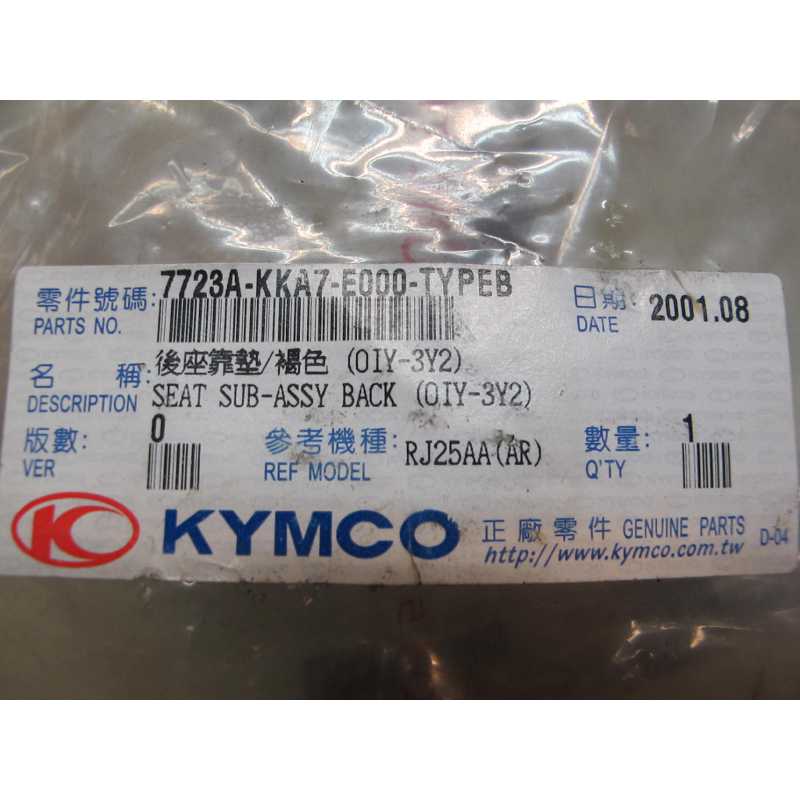 零件號碼: 7723A-KKA7-E000-TYPEB 日期: 2001.08
PARTS NO. DATE
名 稱: 後座靠墊/褐色 (OIY-3Y2)
DESCRIPTION SEAT SUB-ASSY BACK (OIY-3Y2)
版數: 0 參考機種: RJ25AA(AR) 數量: 1
VER REF MODEL Q'TY
KYMCO 正廠零件 GENUINE PARTS D-04
http://www.kymco.com.tw